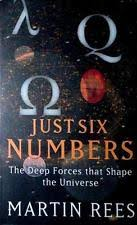 λ
Q
Ω
JUST SIX
NUMBERS
The Deep Forces that Shape
the Universe
MARTIN REES